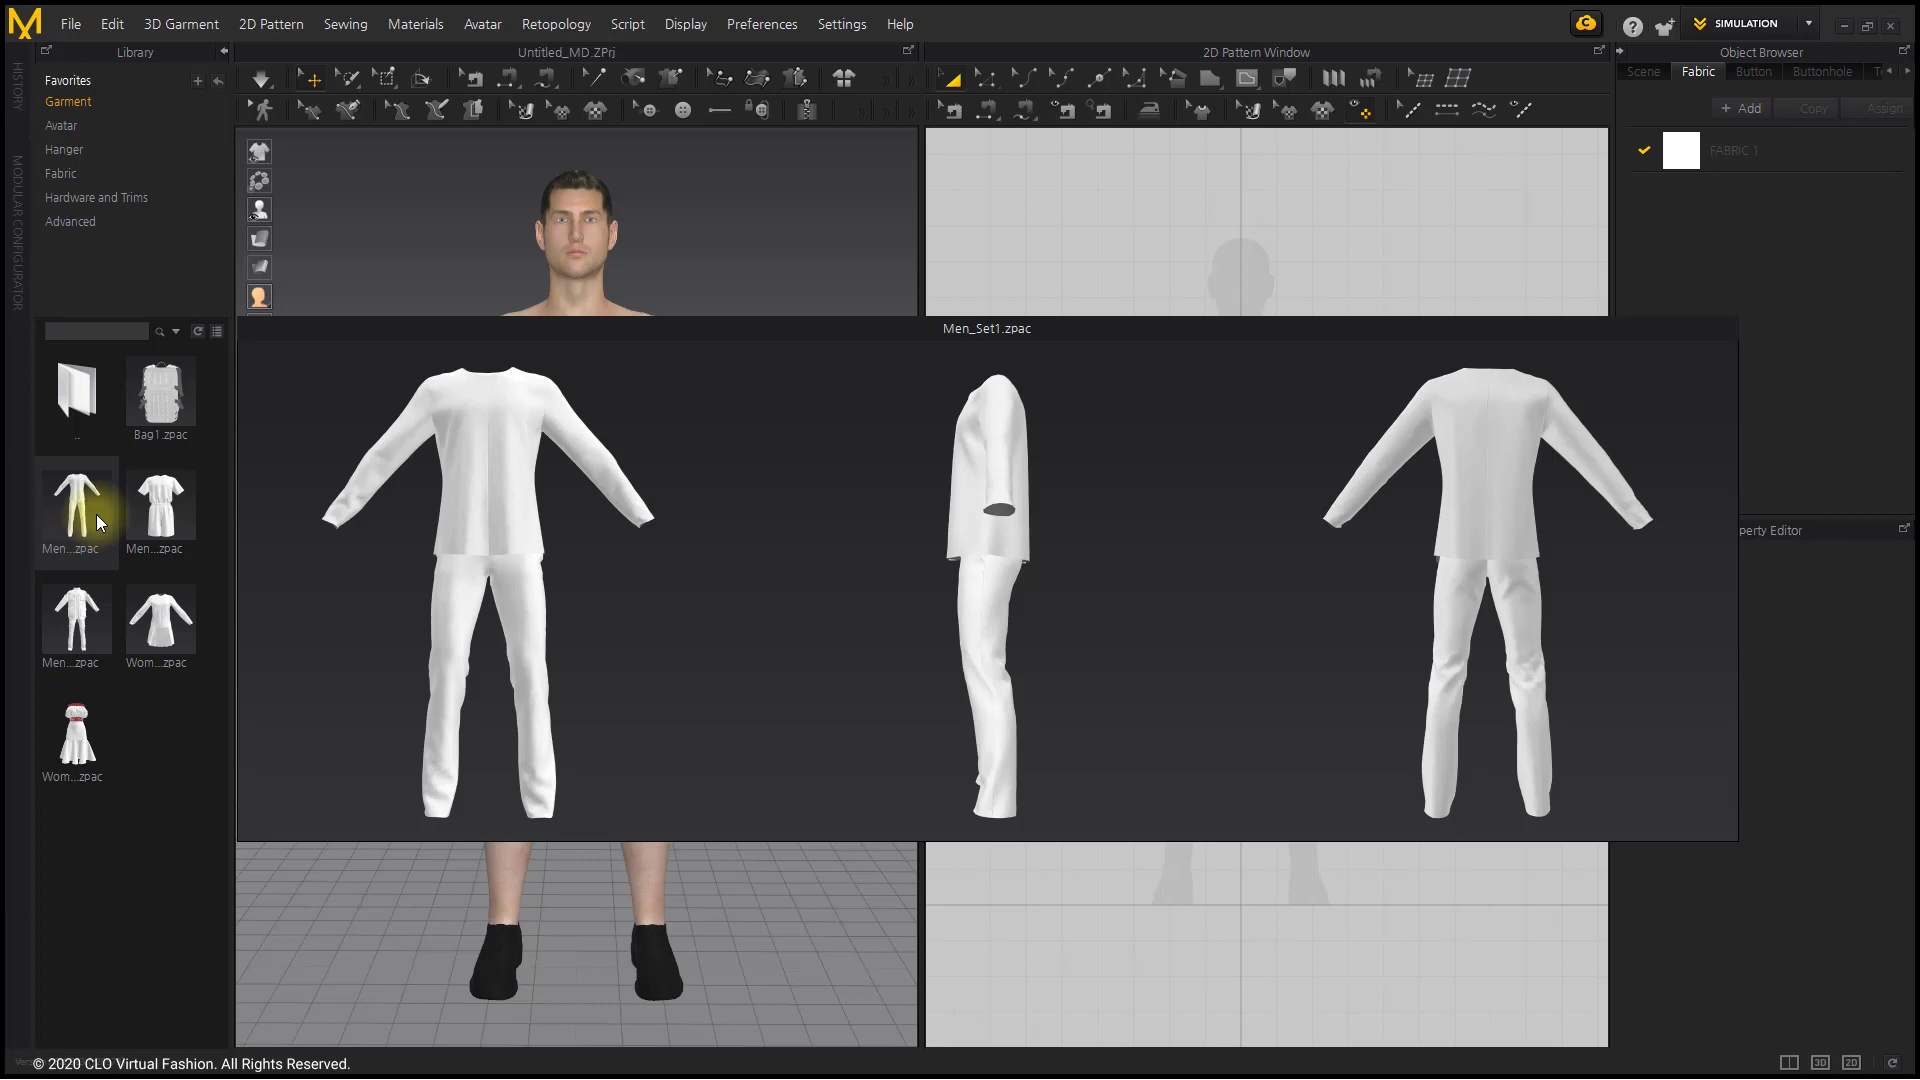 File Edit 3D Garment 2D Pattern Sewing Materials Avatar Retopology Script Display Preferences Settings Help
SIMULATION
Library
Untitled_MD.ZPrj
2D Pattern Window
Object Browser
HISTORY
MODULAR CONFIGURATOR
Favorites
Garment
Avatar
Hanger
Fabric
Hardware and Trims
Advanced
Scene Fabric Button Buttonhole
+ Add Copy Assign
FABRIC 1
Men_Set1.zpac
..
Bag1.zpac
Men...zpac
Men...zpac
Men...zpac
Wom...zpac
Wom...zpac
perty Editor
© 2020 CLO Virtual Fashion. All Rights Reserved.
3D 2D